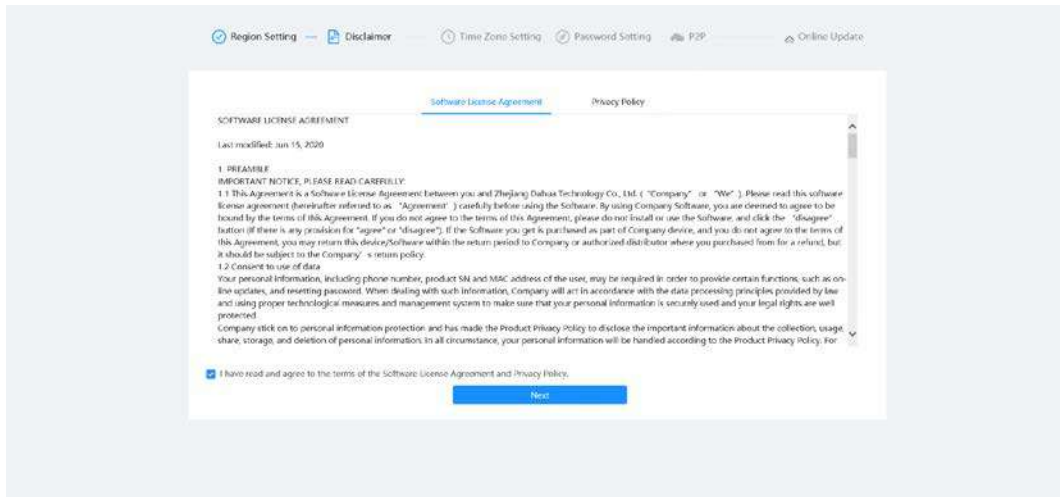 Region Setting
Disclaimer
Time Zone Setting
Password Setting
P2P
Online Update
Software License Agreement
Privacy Policy
SOFTWARE LICENSE AGREEMENT
Last modified: Jun 15, 2020
1 PREAMBLE
IMPORTANT NOTICE, PLEASE READ CAREFULLY:
1.1 This Agreement is a Software License Agreement between you and Zhejiang Dahua Technology Co., Ltd. ( "Company" or "We" ). Please read this software
license agreement (hereinafter referred to as "Agreement" ) carefully before using the Software. By using Company Software, you are deemed to agree to be
bound by the terms of this Agreement. If you do not agree to the terms of this Agreement, please do not install or use the Software, and click the "disagree"
button (if there is any provision for "agree" or "disagree"). If the Software you get is purchased as part of Company device, and you do not agree to the terms of
this Agreement, you may return this device/Software within the return period to Company or authorized distributor where you purchased from for a refund, but
it should be subject to the Company' s return policy.
1.2 Consent to use of data
Your personal information, including phone number, product SN and MAC address of the user, may be required in order to provide certain functions, such as on-
line updates, and resetting password. When dealing with such information, Company will act in accordance with the data processing principles provided by law
and using proper technological measures and management system to make sure that your personal information is securely used and your legal rights are well
protected.
Company stick on to personal information protection and has made the Product Privacy Policy to disclose the important information about the collection, usage,
share, storage, and deletion of personal information. In all circumstance, your personal information will be handled according to the Product Privacy Policy. For
I have read and agree to the terms of the Software License Agreement and Privacy Policy.
Next